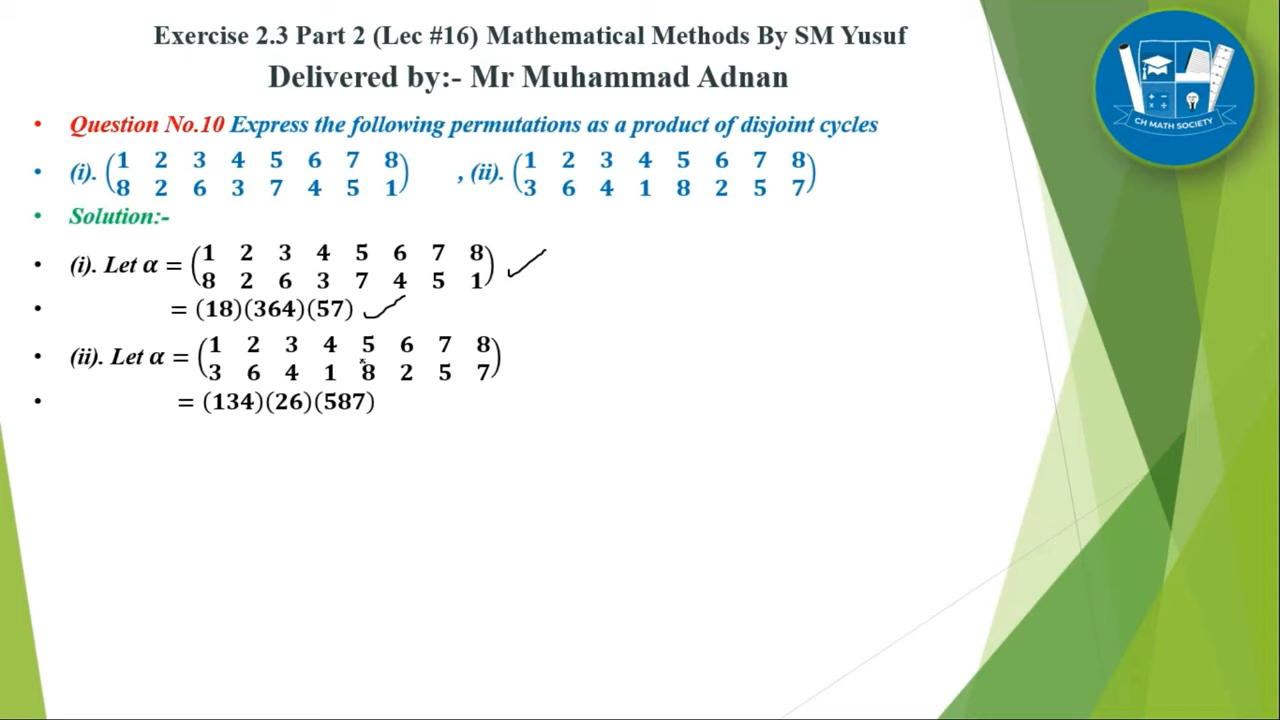 Exercise 2.3 Part 2 (Lec #16) Mathematical Methods By SM Yusuf
Delivered by:- Mr Muhammad Adnan
CH MATH SOCIETY
• Question No.10 Express the following permutations as a product of disjoint cycles
• (i). (1 2 3 4 5 6 7 8
8 2 6 3 7 4 5 1) , (ii). (1 2 3 4 5 6 7 8
3 6 4 1 8 2 5 7)
• Solution:-
• (i). Let α = (1 2 3 4 5 6 7 8
8 2 6 3 7 4 5 1)
• = (18)(364)(57)
• (ii). Let α = (1 2 3 4 5 6 7 8
3 6 4 1 8 2 5 7)
• = (134)(26)(587)